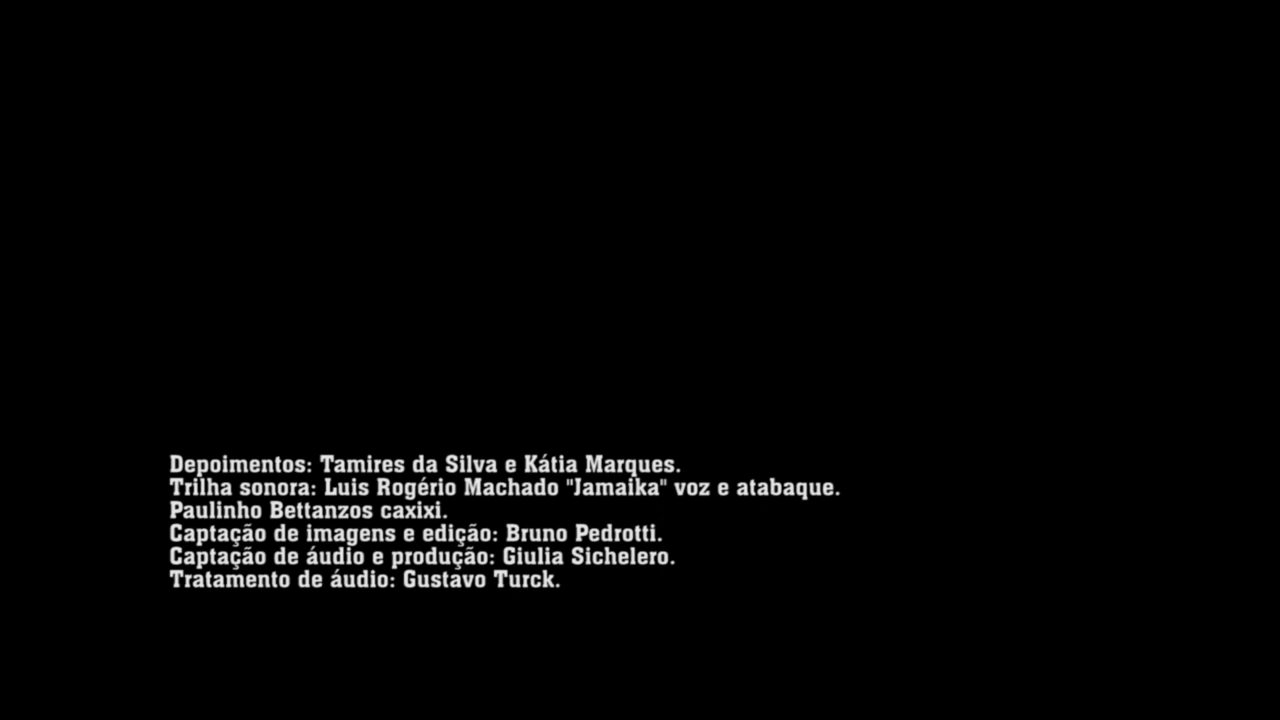 Depoimentos: Tamires da Silva e Kátia Marques.
Trilha sonora: Luis Rogério Machado "Jamaika" voz e atabaque.
Paulinho Bettanzos caxixi.
Captação de imagens e edição: Bruno Pedrotti.
Captação de áudio e produção: Giulia Sichelero.
Tratamento de áudio: Gustavo Turck.